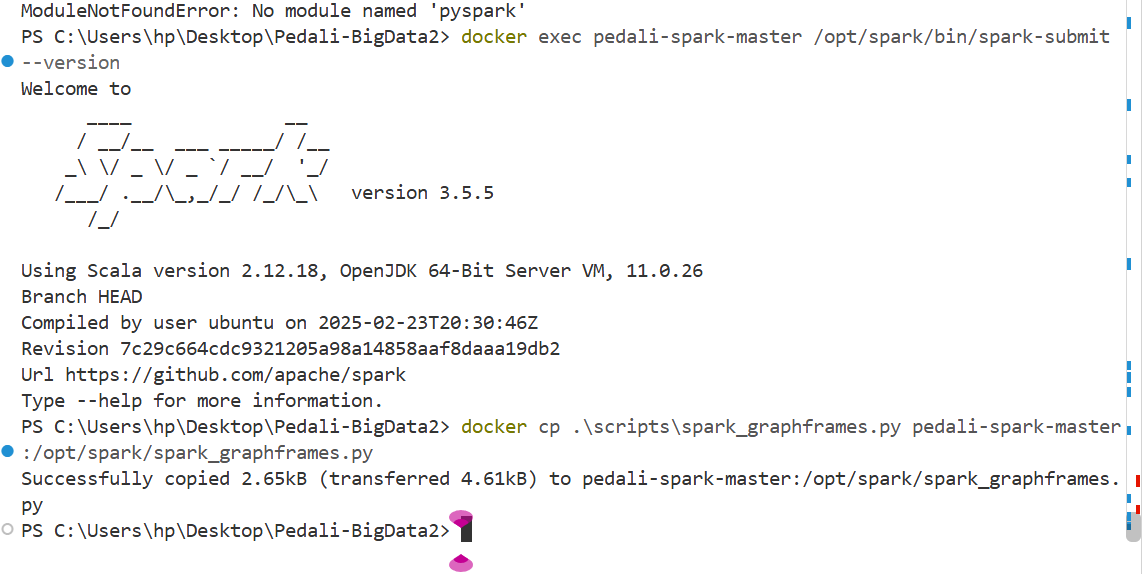 ModuleNotFoundError: No module named 'pyspark'
PS C:\Users\hp\Desktop\Pedali-BigData2> docker exec pedali-spark-master /opt/spark/bin/spark-submit
--version
Welcome to
      ____              __
     / __/__  ___ _____/ /__
    _\ \/ _ \/ _ `/ __/  '_/
   /___/ .__/\_,_/_/ /_/\_\   version 3.5.5
      /_/
Using Scala version 2.12.18, OpenJDK 64-Bit Server VM, 11.0.26
Branch HEAD
Compiled by user ubuntu on 2025-02-23T20:30:46Z
Revision 7c29c664cdc9321205a98a14858aaf8daaa19db2
Url https://github.com/apache/spark
Type --help for more information.
PS C:\Users\hp\Desktop\Pedali-BigData2> docker cp .\scripts\spark_graphframes.py pedali-spark-master
:/opt/spark/spark_graphframes.py
Successfully copied 2.65kB (transferred 4.61kB) to pedali-spark-master:/opt/spark/spark_graphframes.
py
PS C:\Users\hp\Desktop\Pedali-BigData2>